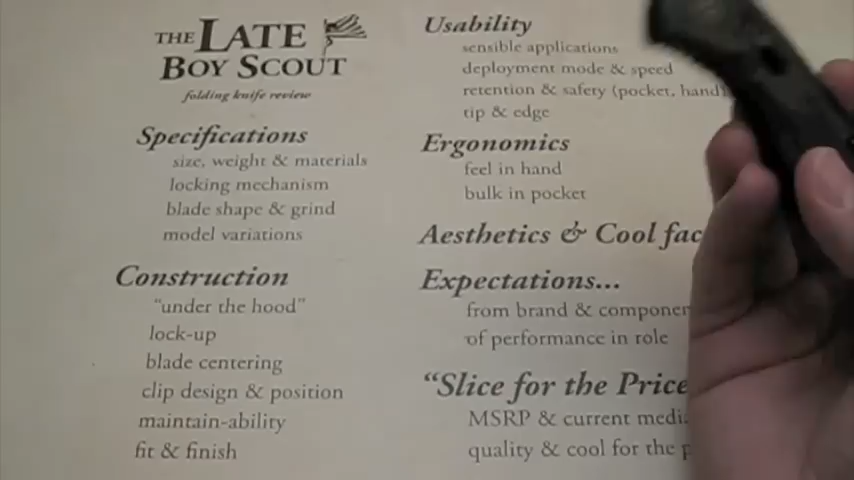 THE LATE
BOY SCOUT
folding knife review
Specifications
size, weight & materials
locking mechanism
blade shape & grind
model variations
Construction
"under the hood"
lock-up
blade centering
clip design & position
maintain-ability
fit & finish
Usability
sensible applications
deployment mode & speed
retention & safety (pocket, hand)
tip & edge
Ergonomics
feel in hand
bulk in pocket
Aesthetics & Cool fac
Expectations...
from brand & componen
of performance in role
"Slice for the Price
MSRP & current medi
quality & cool for the p